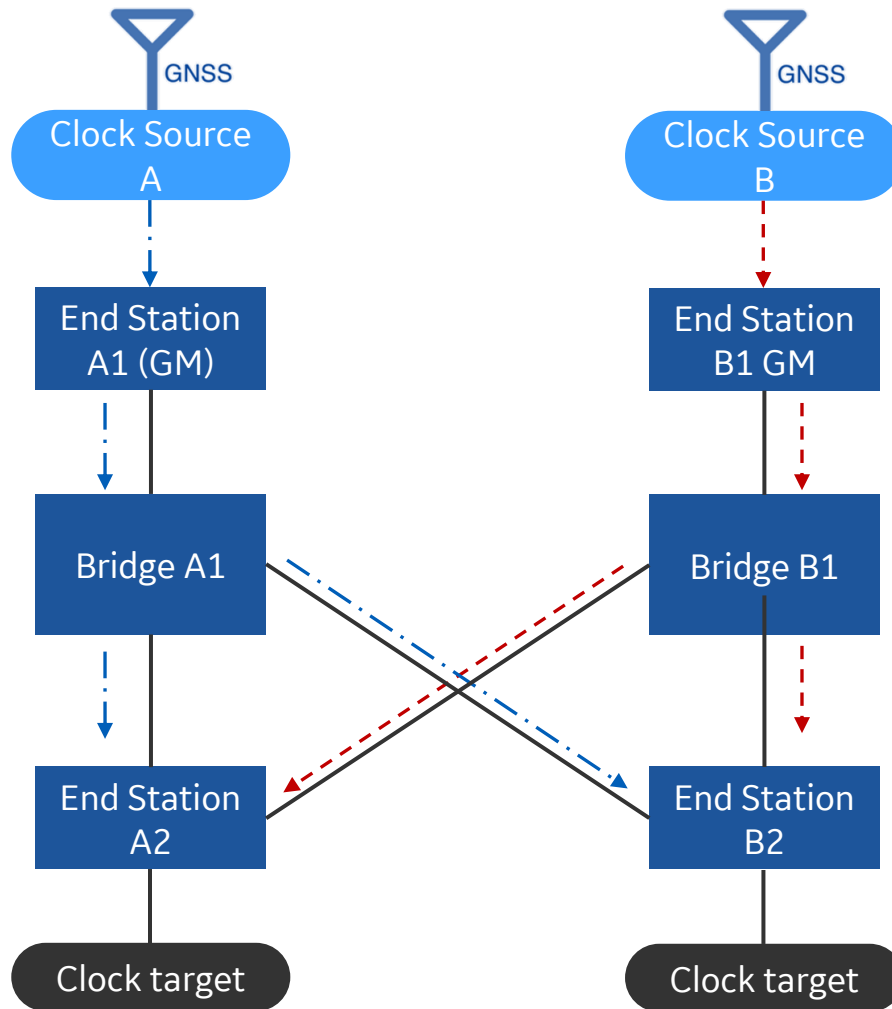 GNSS
GNSS
Clock Source
A
Clock Source
B
End Station
A1 (GM)
End Station
B1 GM
Bridge A1
Bridge B1
End Station
A2
End Station
B2
Clock target
Clock target